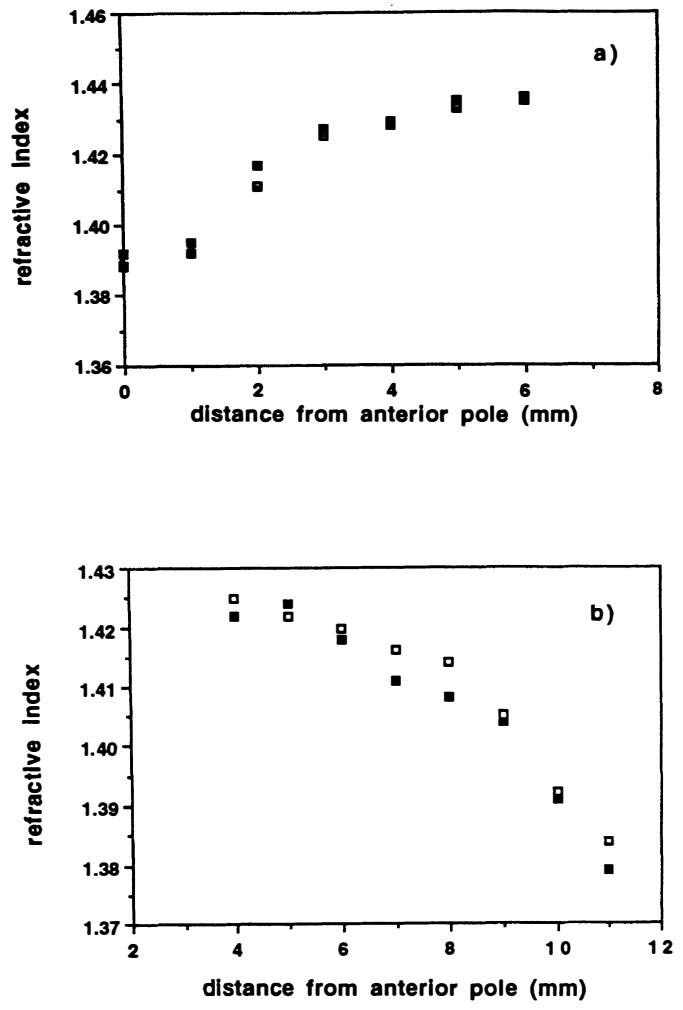 1.46
a)
1.44
1.42
1.40
1.38
1.36
refractive index
0 2 4 6 8
distance from anterior pole (mm)
1.43
b)
1.42
1.41
1.40
1.39
1.38
1.37
refractive index
2 4 6 8 10 12
distance from anterior pole (mm)